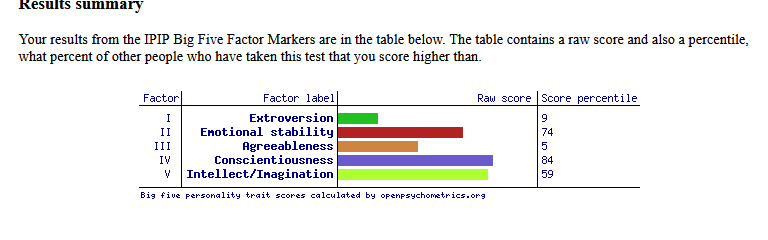 Results summary
Your results from the IPIP Big Five Factor Markers are in the table below. The table contains a raw score and also a percentile,
what percent of other people who have taken this test that you score higher than.
Factor Factor label Raw score Score percentile
I Extroversion 9
II Emotional stability 74
III Agreeableness 5
IV Conscientiousness 84
V Intellect/Imagination 59
Big five personality trait scores calculated by openpsychometrics.org